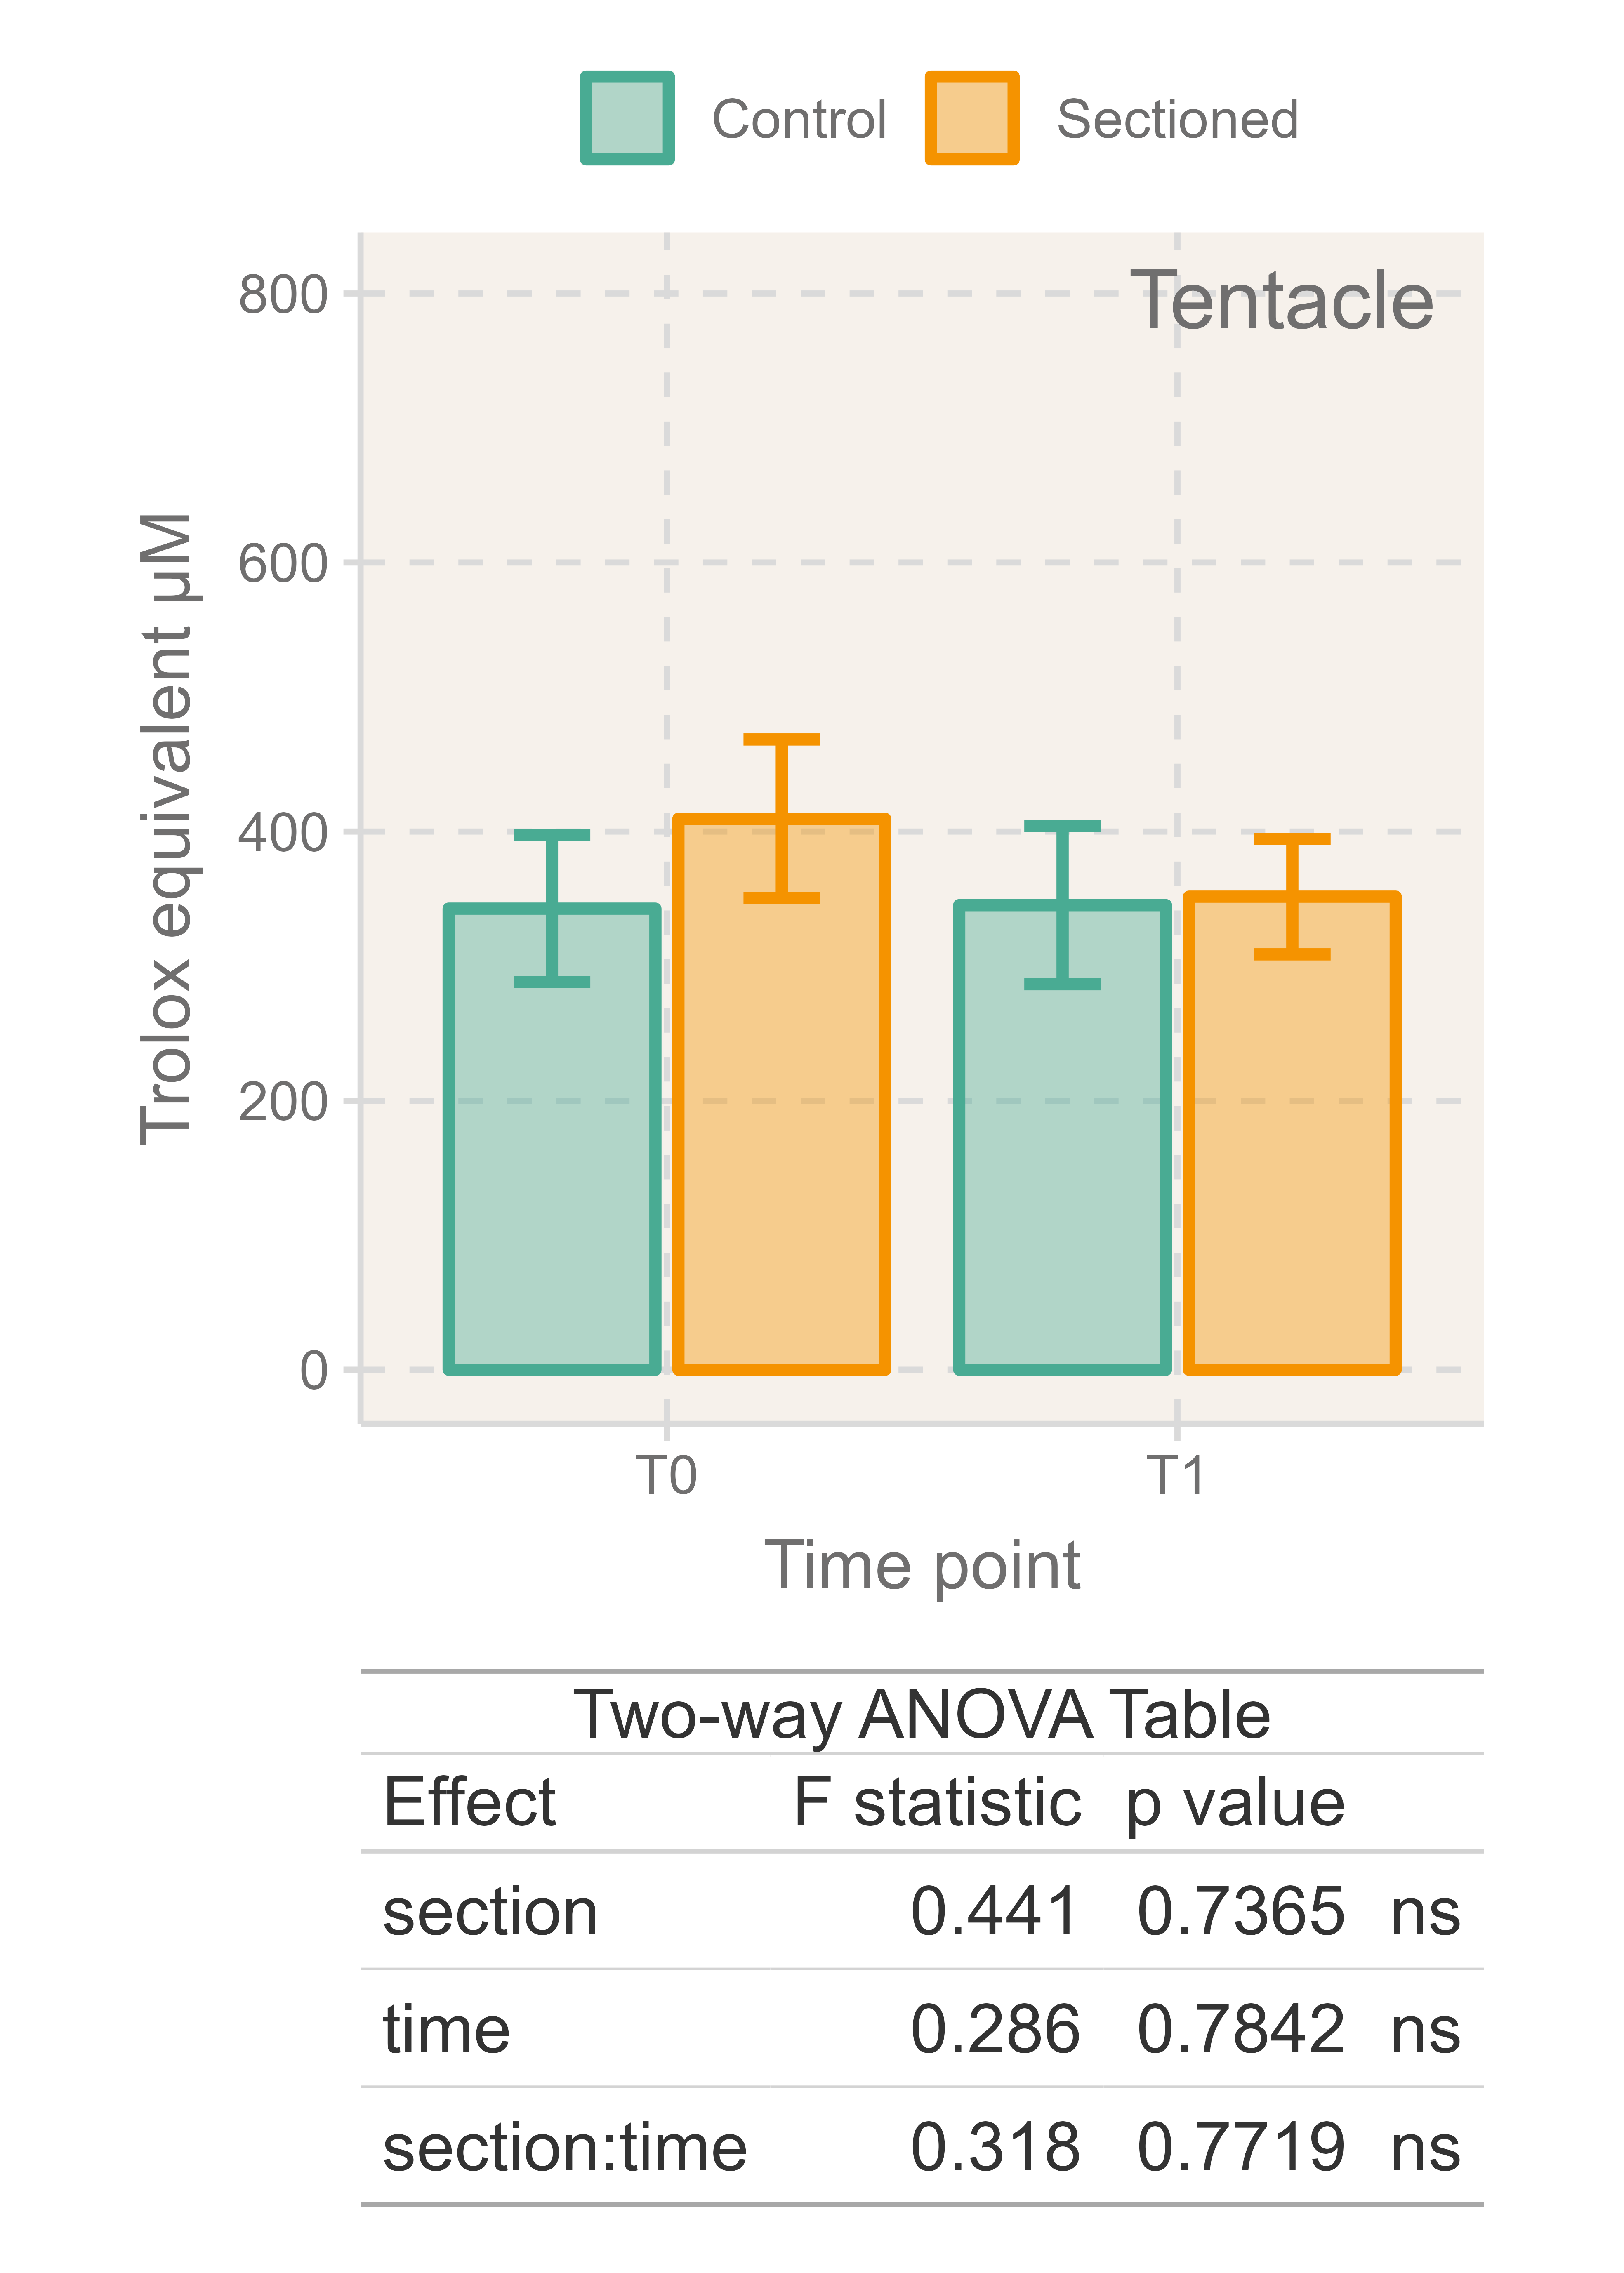 Control Sectioned
Tentacle
800
600
400
200
0
Trolox equivalent µM
T0 T1
Time point
Two-way ANOVA Table
Effect F statistic p value
section 0.441 0.7365 ns
time 0.286 0.7842 ns
section:time 0.318 0.7719 ns